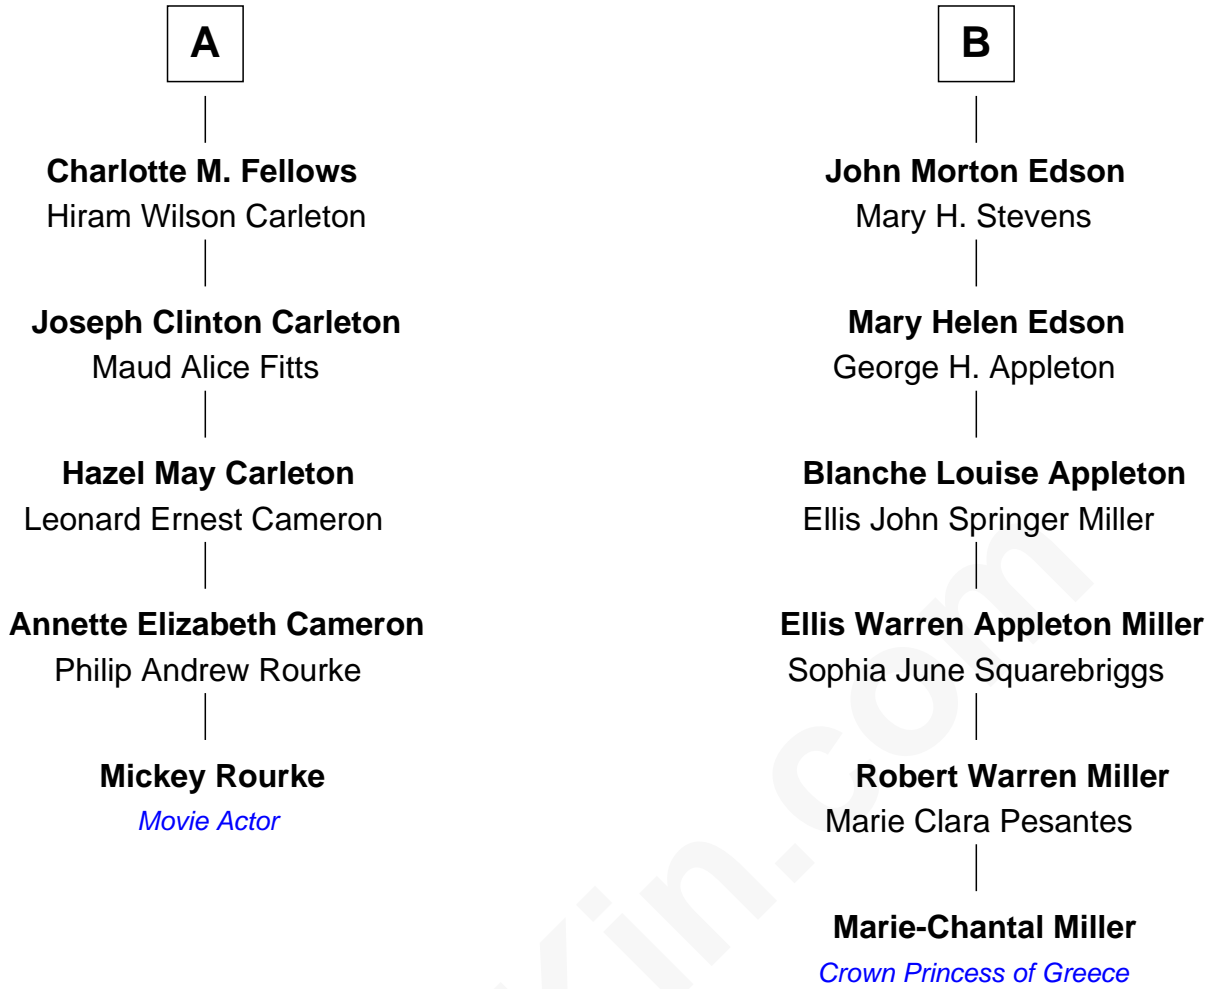 A
Charlotte M. Fellows
Hiram Wilson Carleton
Joseph Clinton Carleton
Maud Alice Fitts
Hazel May Carleton
Leonard Ernest Cameron
Annette Elizabeth Cameron
Philip Andrew Rourke
Mickey Rourke
Movie Actor
B
John Morton Edson
Mary H. Stevens
Mary Helen Edson
George H. Appleton
Blanche Louise Appleton
Ellis John Springer Miller
Ellis Warren Appleton Miller
Sophia June Squarebriggs
Robert Warren Miller
Marie Clara Pesantes
Marie-Chantal Miller
Crown Princess of Greece
Kin.com